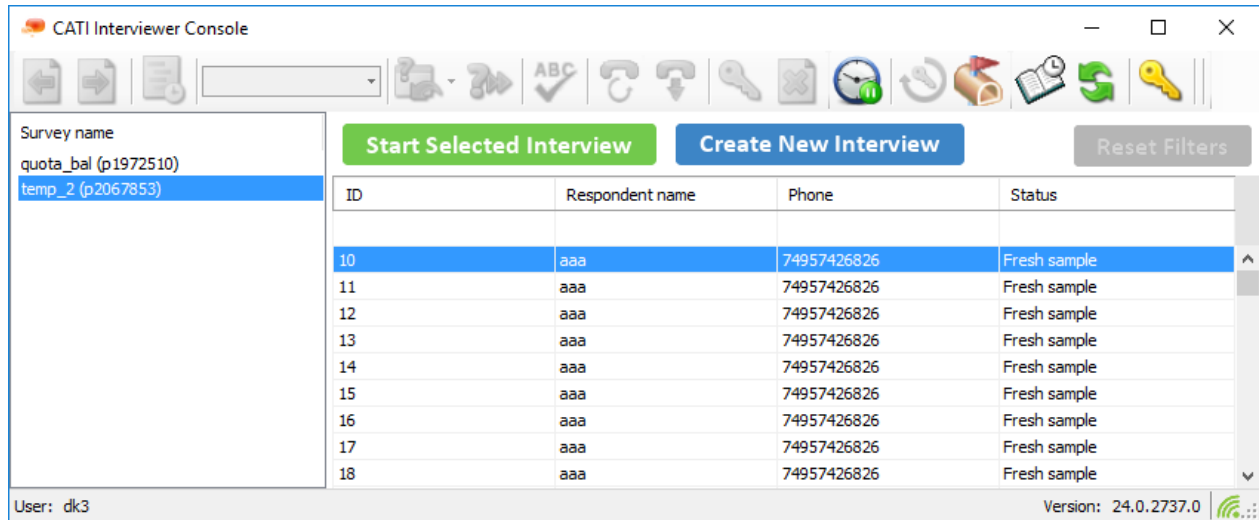 CATI Interviewer Console
ABC
Survey name
quota_bal (p1972510)
temp_2 (p2067853)
Start Selected Interview Create New Interview Reset Filters
ID Respondent name Phone Status
10 aaa 74957426826 Fresh sample
11 aaa 74957426826 Fresh sample
12 aaa 74957426826 Fresh sample
13 aaa 74957426826 Fresh sample
14 aaa 74957426826 Fresh sample
15 aaa 74957426826 Fresh sample
16 aaa 74957426826 Fresh sample
17 aaa 74957426826 Fresh sample
18 aaa 74957426826 Fresh sample
User: dk3 Version: 24.0.2737.0